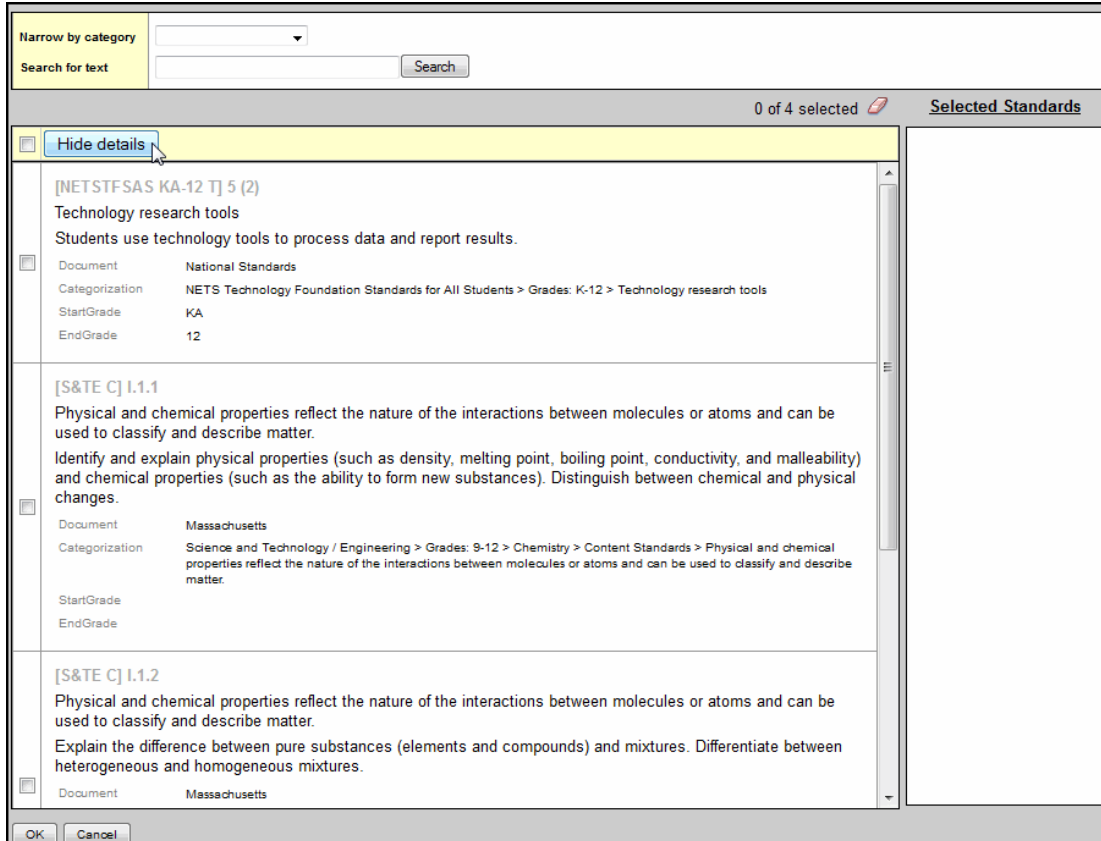 Narrow by category
Search for text
Search
0 of 4 selected
Selected Standards
Hide details
[NETSTFSAS KA-12 T] 5 (2)
Technology research tools
Students use technology tools to process data and report results.
Document National Standards
Categorization NETS Technology Foundation Standards for All Students > Grades: K-12 > Technology research tools
StartGrade KA
EndGrade 12
[S&TE C] I.1.1
Physical and chemical properties reflect the nature of the interactions between molecules or atoms and can be
used to classify and describe matter.
Identify and explain physical properties (such as density, melting point, boiling point, conductivity, and malleability)
and chemical properties (such as the ability to form new substances). Distinguish between chemical and physical
changes.
Document Massachusetts
Categorization Science and Technology / Engineering > Grades: 9-12 > Chemistry > Content Standards > Physical and chemical
properties reflect the nature of the interactions between molecules or atoms and can be used to classify and describe
matter.
StartGrade
EndGrade
[S&TE C] I.1.2
Physical and chemical properties reflect the nature of the interactions between molecules or atoms and can be
used to classify and describe matter.
Explain the difference between pure substances (elements and compounds) and mixtures. Differentiate between
heterogeneous and homogeneous mixtures.
Document Massachusetts
OK Cancel